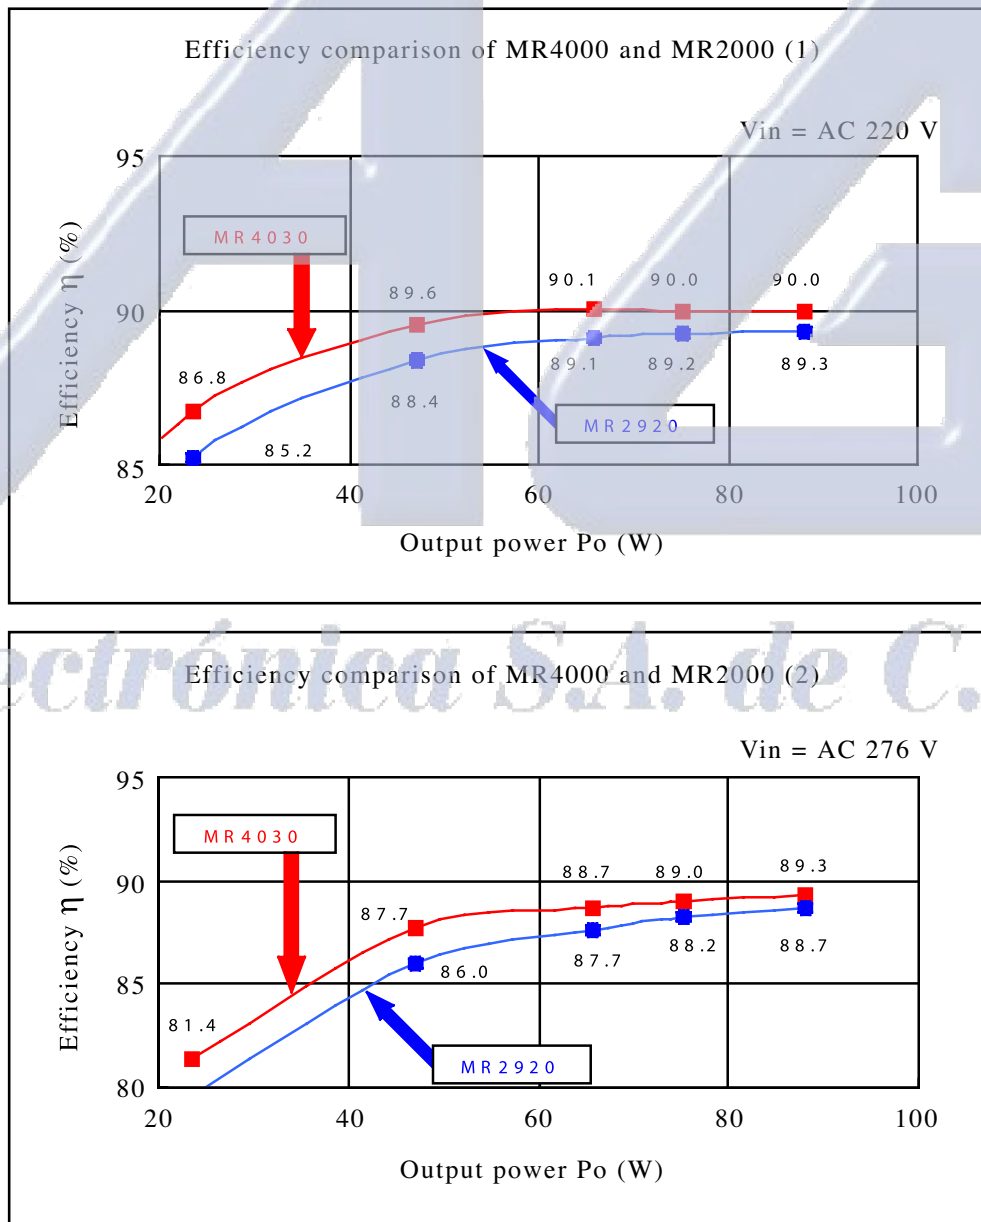 Efficiency comparison of MR4000 and MR2000 (1)
Vin = AC 220 V
95
90
85
Efficiency η (%)
MR4030
86.8
89.6
90.1
90.0
90.0
85.2
88.4
89.1
89.2
89.3
MR2920
20
40
60
80
100
Output power Po (W)
ectrónica S.A. de C.
Efficiency comparison of MR4000 and MR2000 (2)
Vin = AC 276 V
95
90
85
80
Efficiency η (%)
MR4030
81.4
87.7
88.7
89.0
89.3
86.0
87.7
88.2
88.7
MR2920
20
40
60
80
100
Output power Po (W)